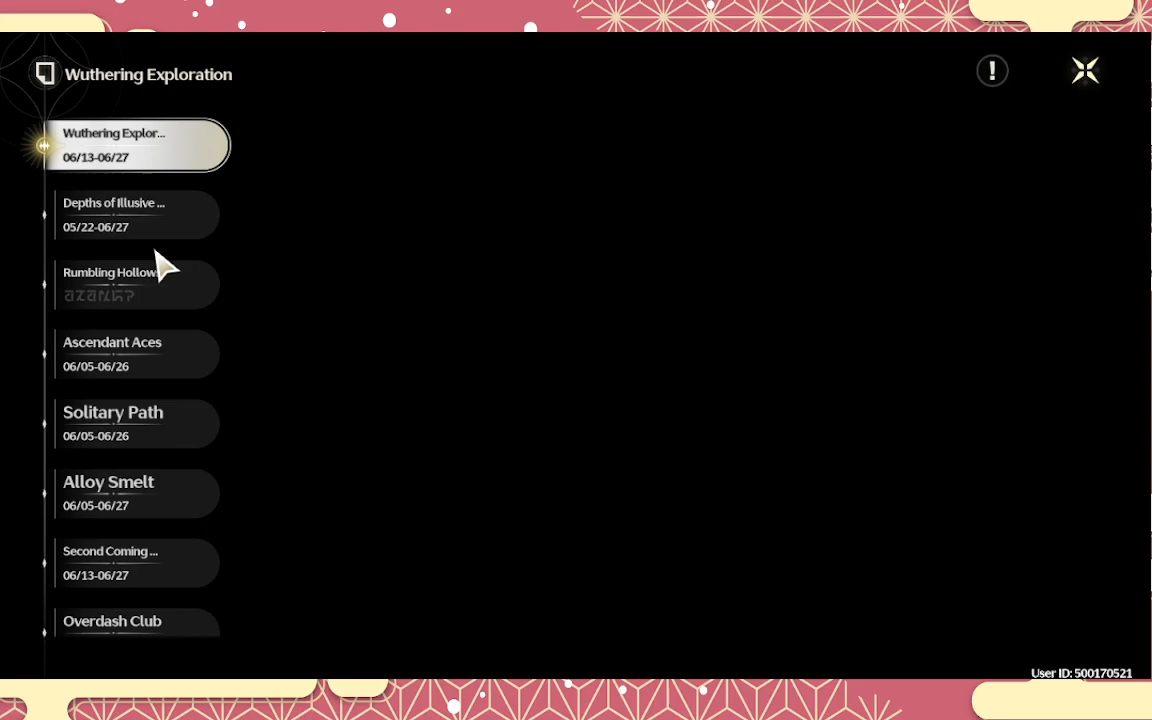 Wuthering Exploration
Wuthering Explor...
06/13-06/27
Depths of Illusive ...
05/22-06/27
Rumbling Hollow
Ascendant Aces
06/05-06/26
Solitary Path
06/05-06/26
Alloy Smelt
06/05-06/27
Second Coming ...
06/13-06/27
Overdash Club
User ID: 500170521